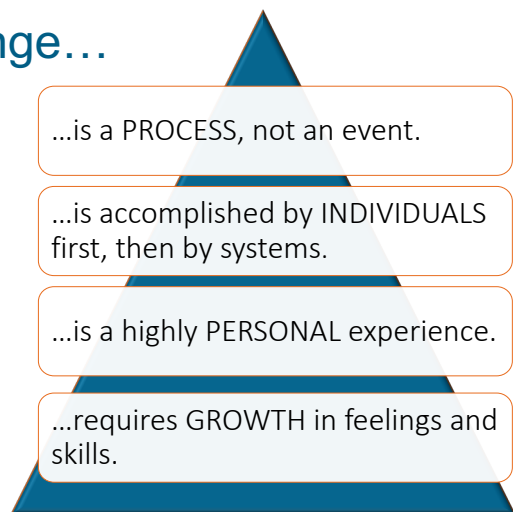 nge…
…is a PROCESS, not an event.
…is accomplished by INDIVIDUALS
first, then by systems.
…is a highly PERSONAL experience.
…requires GROWTH in feelings and
skills.